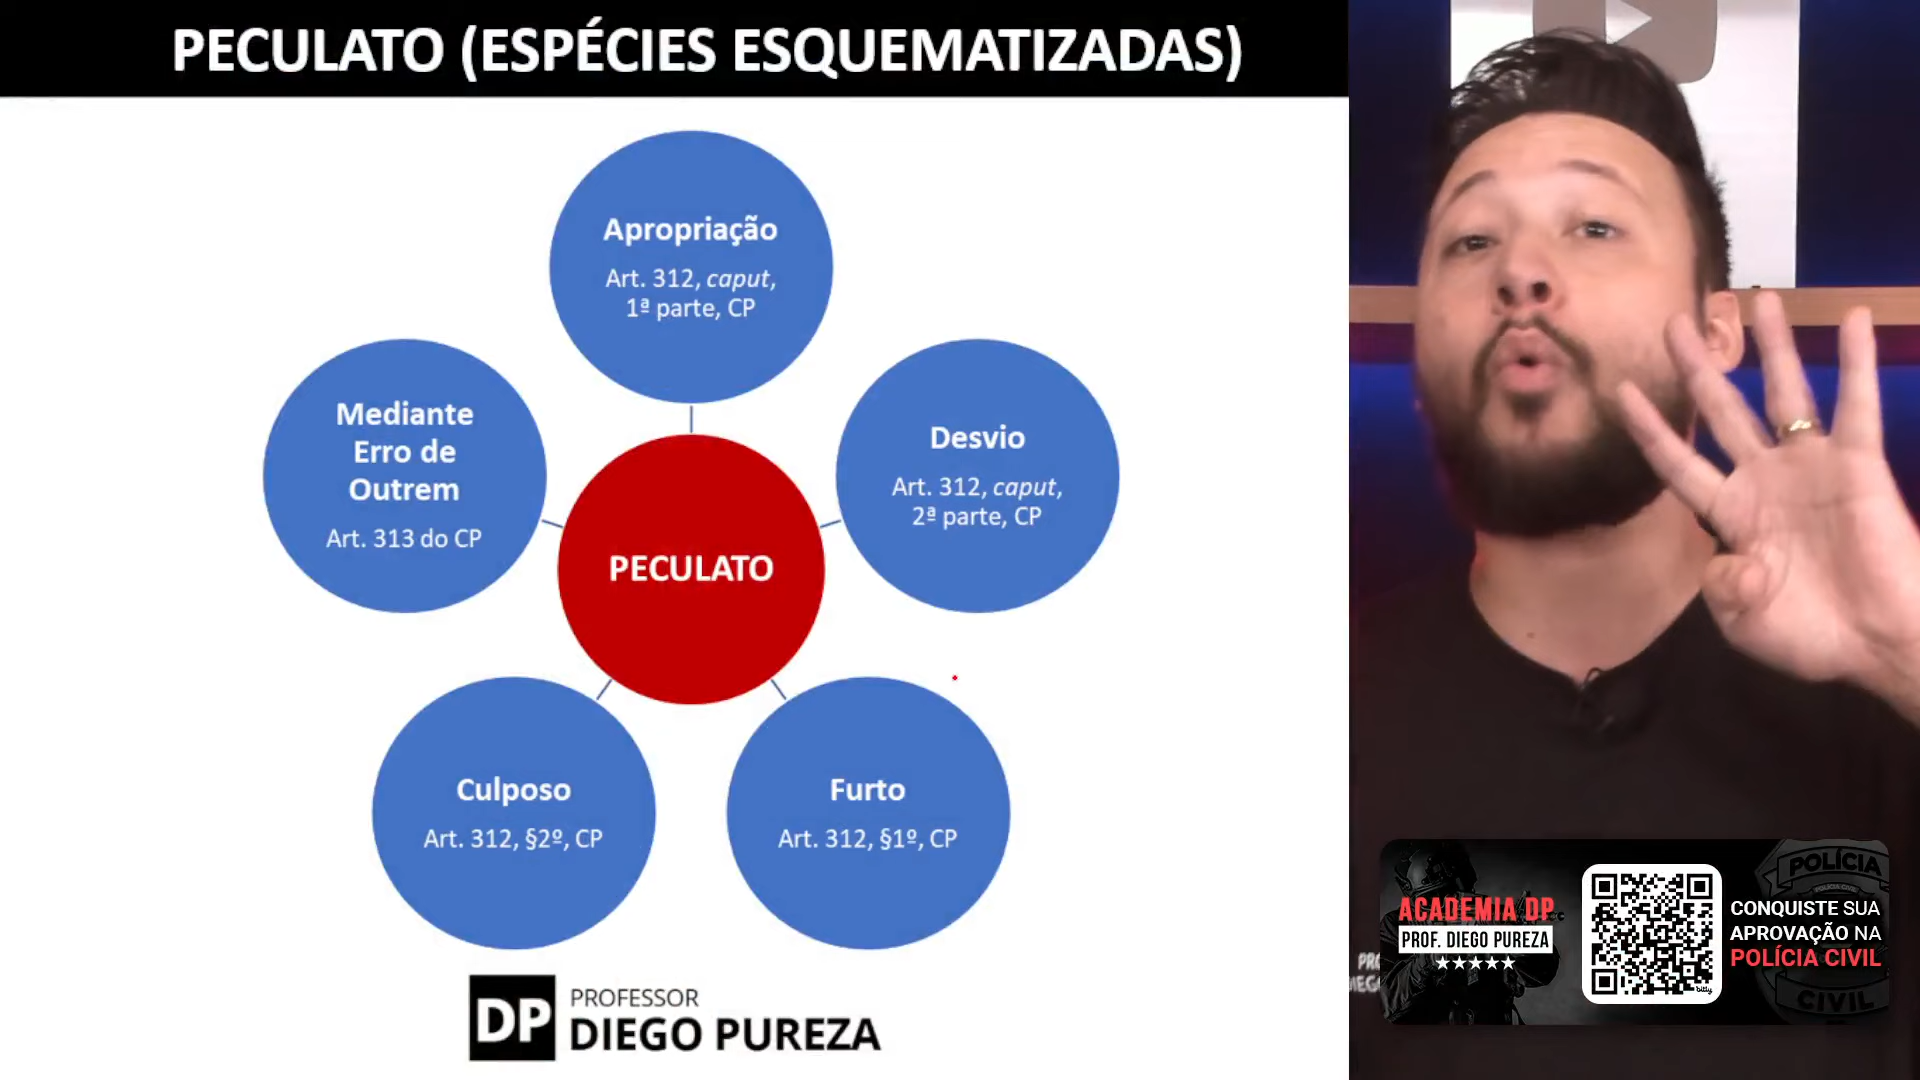 PECULATO (ESPÉCIES ESQUEMATIZADAS)
Apropriação
Art. 312, caput,
1ª parte, CP
Mediante
Erro de
Outrem
Art. 313 do CP
Desvio
Art. 312, caput,
2ª parte, CP
PECULATO
Culposo
Art. 312, §2º, CP
Furto
Art. 312, §1º, CP
DP
PROFESSOR
DIEGO PUREZA
ACADEMIA DP
PROF. DIEGO PUREZA
CONQUISTE SUA
APROVAÇÃO NA
POLÍCIA CIVIL
POLÍCIA
CIVIL
bitly